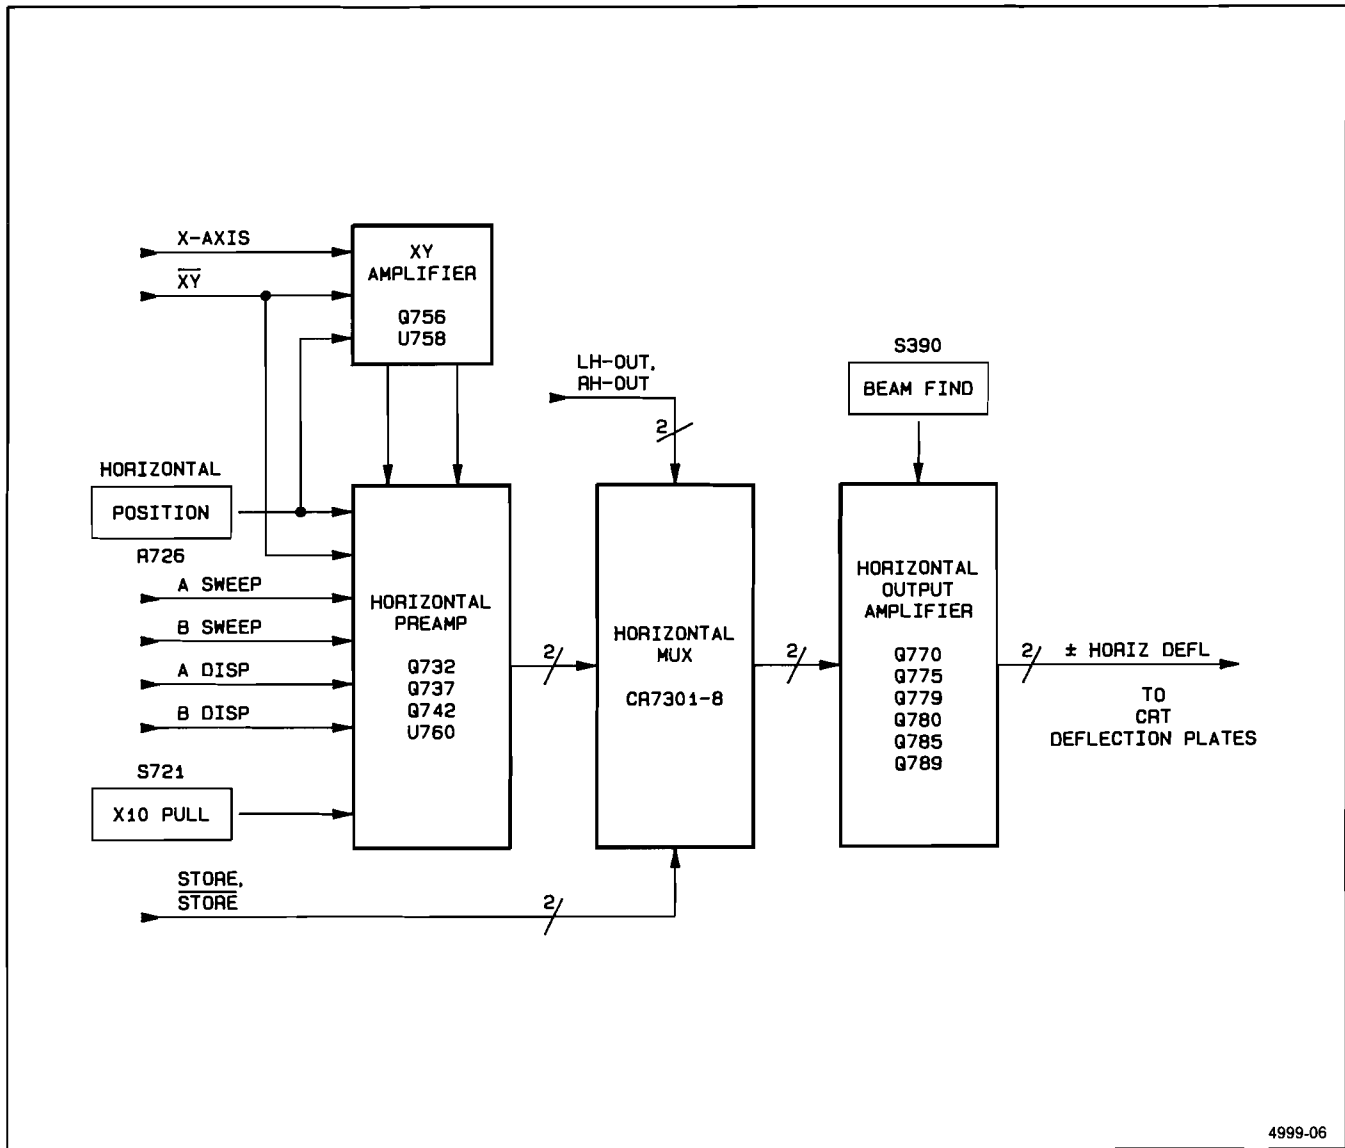 X-AXIS
XY
XY
AMPLIFIER
Q756
U758
LH-OUT,
RH-OUT
2
S390
BEAM FIND
HORIZONTAL
POSITION
R726
A SWEEP
B SWEEP
A DISP
B DISP
S721
X10 PULL
HORIZONTAL
PREAMP
Q732
Q737
Q742
U760
2
HORIZONTAL
MUX
CR7301-8
2
HORIZONTAL
OUTPUT
AMPLIFIER
Q770
Q775
Q779
Q780
Q785
Q789
2
± HORIZ DEFL
TO
CRT
DEFLECTION PLATES
STORE,
STORE
2
4999-06